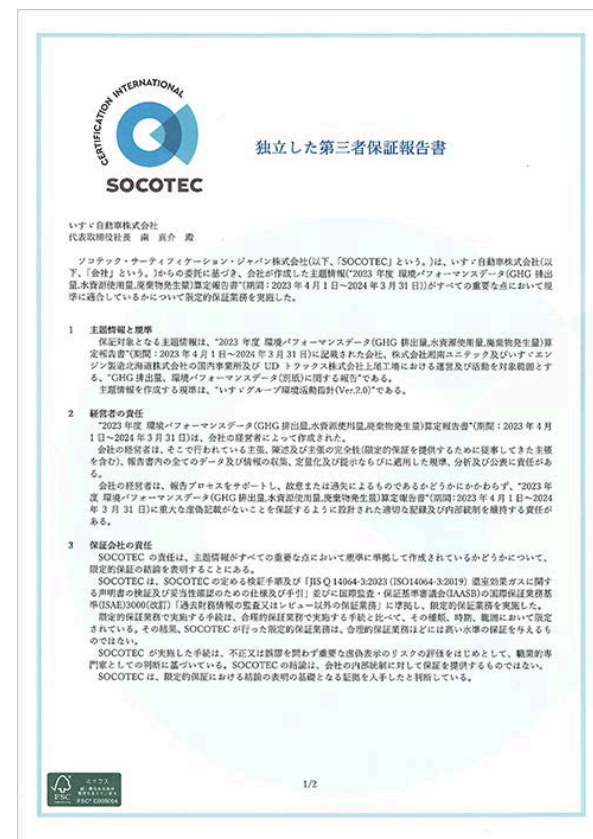 CERTIFICATION INTERNATIONAL
SOCOTEC
独立した第三者保証報告書
いすゞ自動車株式会社
代表取締役社長 南 真介 殿
ソコテック・サーティフィケーション・ジャパン株式会社(以下、「SOCOTEC」という。)は、いすゞ自動車株式会社(以
下、「会社」という。)からの委託に基づき、会社が作成した主題情報("2023 年度 環境パフォーマンスデータ(GHG 排出
量,水資源使用量,廃棄物発生量)算定報告書"(期間：2023 年 4 月 1 日～2024 年 3 月 31 日))がすべての重要な点において規
準に適合しているかについて限定的保証業務を実施した。
1 主題情報と規準
保証対象となる主題情報は、"2023 年度 環境パフォーマンスデータ(GHG 排出量,水資源使用量,廃棄物発生量)算
定報告書"(期間：2023 年 4 月 1 日～2024 年 3 月 31 日)に記載された会社、株式会社湘南ユニテック及びいすゞエン
ジン製造北海道株式会社の国内事業所及び UD トラックス株式会社上尾工場における運営及び活動を対象範囲とす
る、"GHG 排出量、環境パフォーマンスデータ(別紙)に関する報告"である。
主題情報を作成する規準は、"いすゞグループ環境活動指針(Ver.2.0)"である。
2 経営者の責任
"2023 年度 環境パフォーマンスデータ(GHG 排出量,水資源使用量,廃棄物発生量)算定報告書"(期間：2023 年 4 月
1 日～2024 年 3 月 31 日)は、会社の経営者によって作成された。
会社の経営者は、そこで行われている主張、陳述及び主張の完全性(限定的保証を提供するために従事してきた主張
を含む)、報告書内の全てのデータ及び情報の収集、定量化及び提示ならびに適用した規準、分析及び公表に責任があ
る。
会社の経営者は、報告プロセスをサポートし、故意または過失によるものであるかどうかにかかわらず、"2023 年
度 環境パフォーマンスデータ(GHG 排出量,水資源使用量,廃棄物発生量)算定報告書"(期間：2023 年 4 月 1 日～2024
年 3 月 31 日)に重大な虚偽記載がないことを保証するように設計された適切な記録及び内部統制を維持する責任が
ある。
3 保証会社の責任
SOCOTEC の責任は、主題情報がすべての重要な点において規準に準拠して作成されているかどうかについて、
限定的保証の結論を表明することにある。
SOCOTEC は、SOCOTEC の定める検証手順及び「JIS Q 14064-3:2023 (ISO14064-3:2019) 温室効果ガスに関す
る声明書の検証及び妥当性確認のための仕様及び手引」並びに国際監査・保証基準審議会(IAASB)の国際保証業務基
準(ISAE)3000(改訂)「過去財務情報の監査又はレビュー以外の保証業務」に準拠し、限定的保証業務を実施した。
限定的保証業務で実施する手続は、合理的保証業務で実施する手続と比べて、その種類、時期、範囲において限定
されている。その結果、SOCOTEC が行った限定的保証業務は、合理的保証業務ほどには高い水準の保証を与えるも
のではない。
SOCOTEC が実施した手続は、不正又は誤謬を問わず重要な虚偽表示のリスクの評価をはじめとして、職業的専
門家としての判断に基づいている。SOCOTEC の結論は、会社の内部統制に対して保証を提供するものではない。
SOCOTEC は、限定的保証における結論の表明の基礎となる証拠を入手したと判断している。
FSC
ミックス
FSC® C005004
1/2